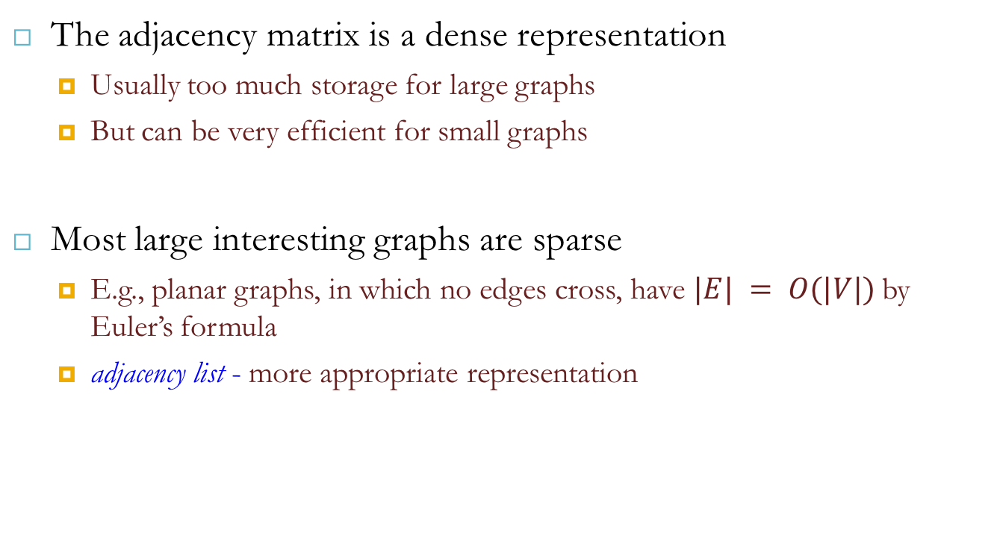 The adjacency matrix is a dense representation
Usually too much storage for large graphs
But can be very efficient for small graphs
Most large interesting graphs are sparse
E.g., planar graphs, in which no edges cross, have |E| = O(|V|) by
Euler’s formula
adjacency list - more appropriate representation